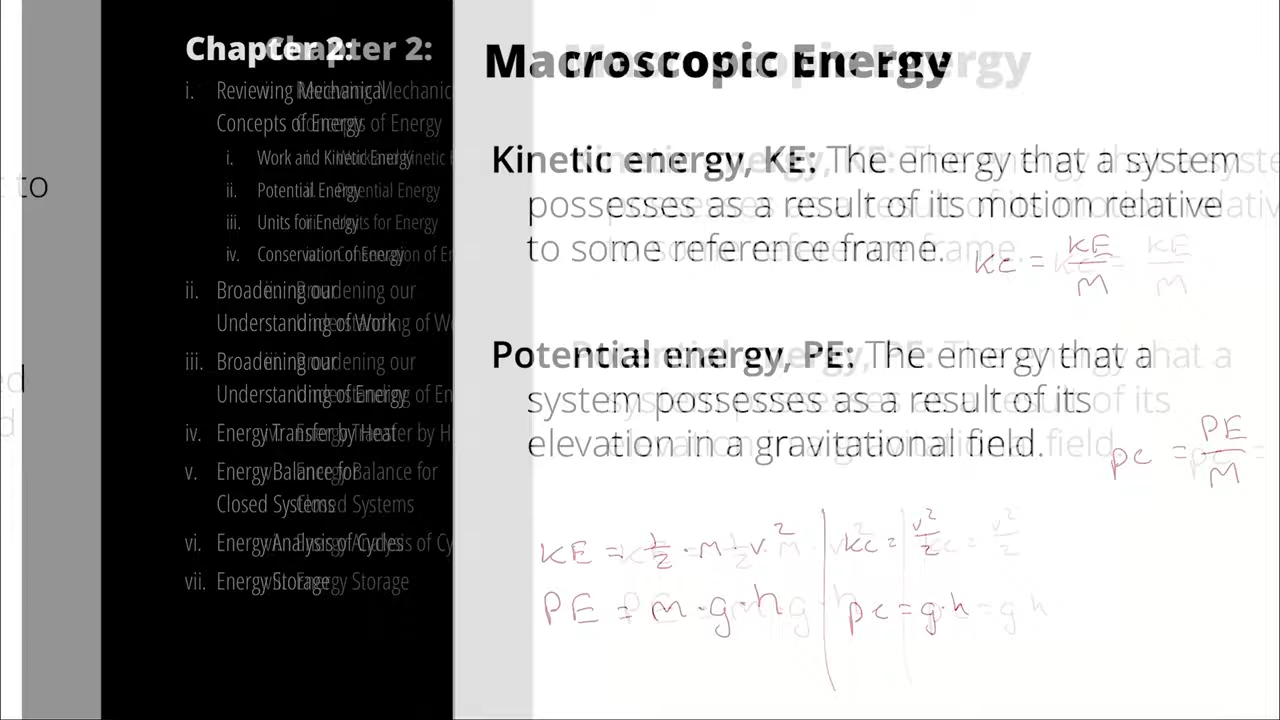 to
ed
d
Chapter 2:
i. Reviewing Mechanical
Concepts of Energy
i. Work and Kinetic Energy
ii. Potential Energy
iii. Units for Energy
iv. Conservation of Energy
ii. Broadening our
Understanding of Work
iii. Broadening our
Understanding of Energy
iv. Energy Transfer by Heat
v. Energy Balance for
Closed Systems
vi. Energy Analysis of Cycles
vii. Energy Storage
Macroscopic Energy
Kinetic energy, KE: The energy that a system
possesses as a result of its motion relative
to some reference frame.
ke = KE/m
Potential energy, PE: The energy that a
system possesses as a result of its
elevation in a gravitational field.
pe = PE/m
KE = 1/2 · m · v² | ke = v²/2
PE = m · g · h | pe = g · h